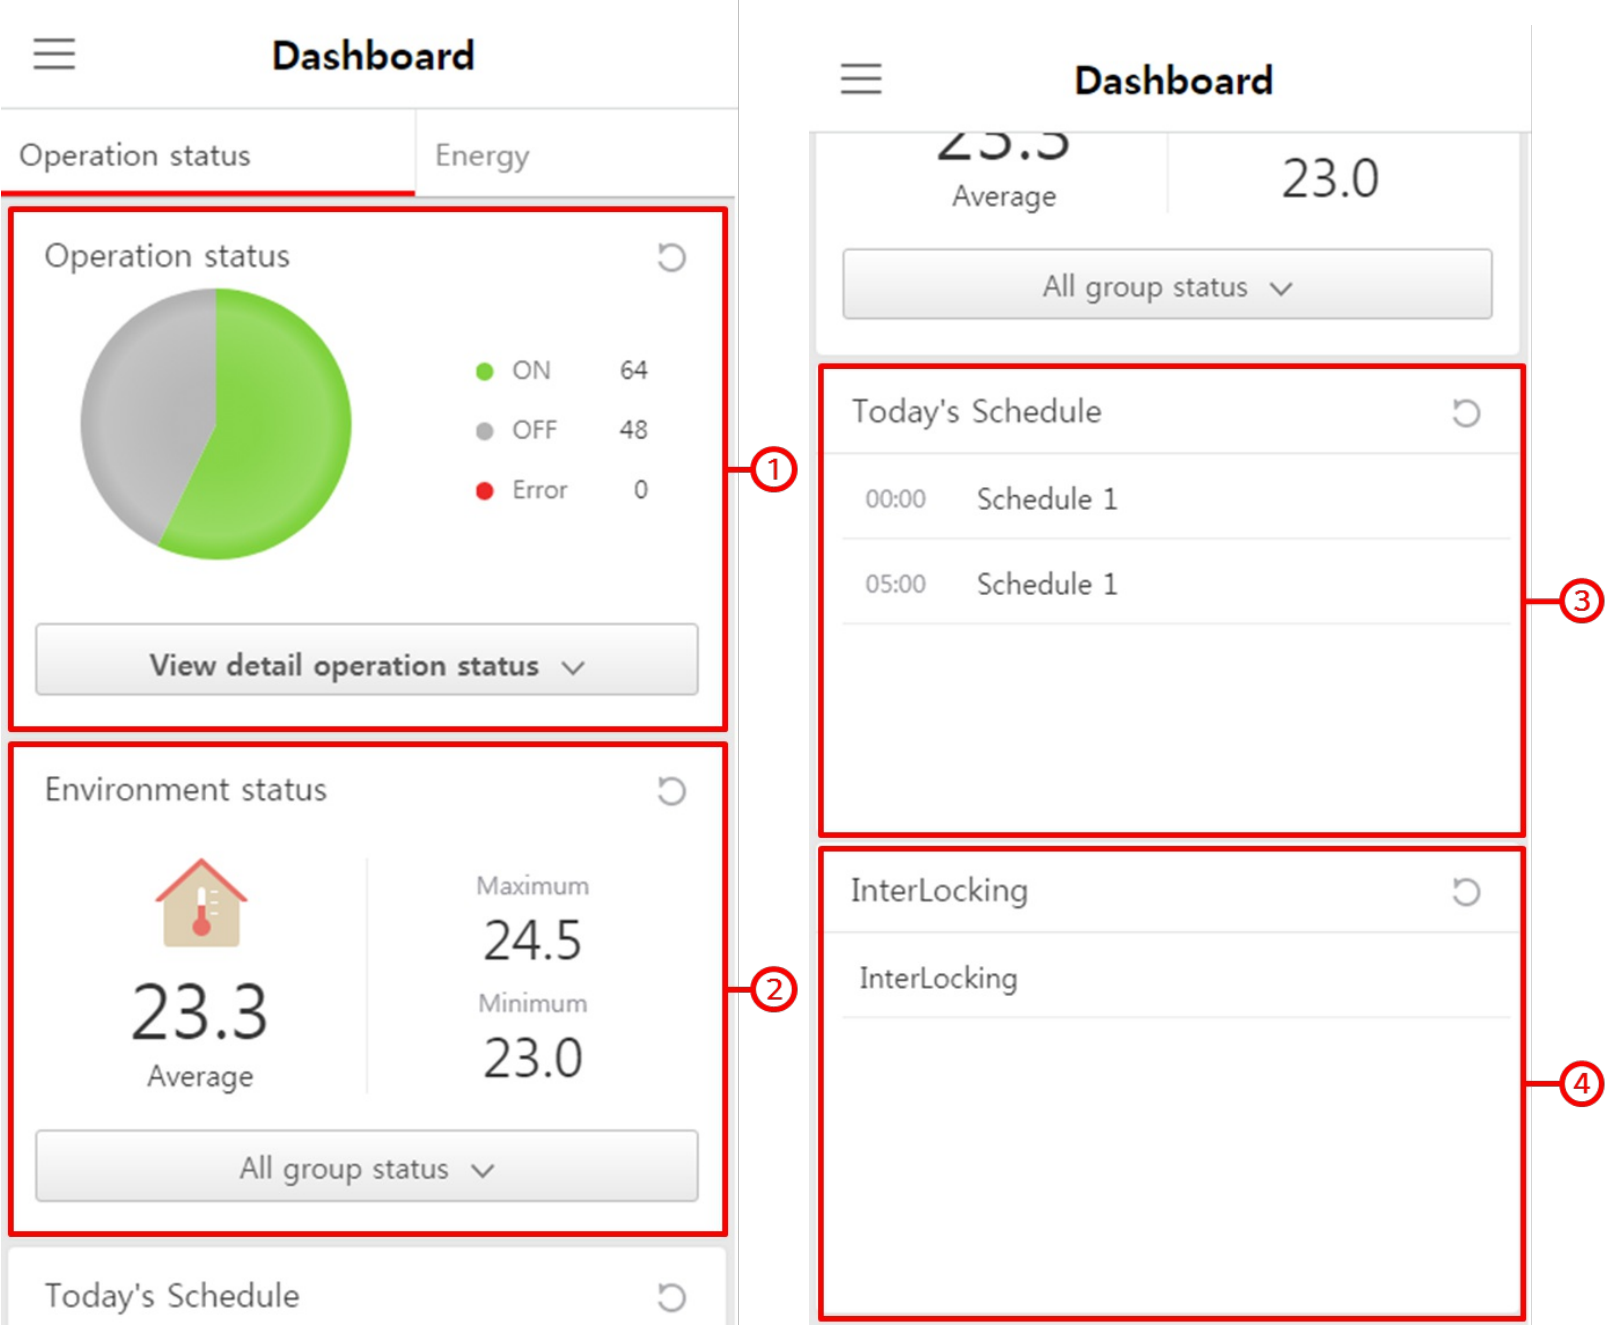 Dashboard
Operation status
Energy
Operation status
ON 64
OFF 48
Error 0
View detail operation status
1
Environment status
23.3
Average
Maximum
24.5
Minimum
23.0
All group status
2
Today's Schedule
Dashboard
23.3
Average
23.0
All group status
Today's Schedule
00:00 Schedule 1
05:00 Schedule 1
3
InterLocking
InterLocking
4